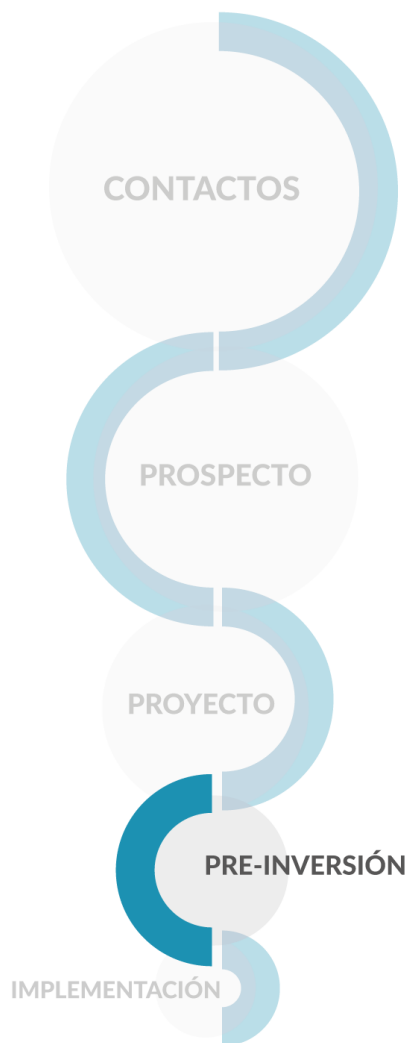 CONTACTOS
PROSPECTO
PROYECTO
PRE-INVERSIÓN
IMPLEMENTACIÓN